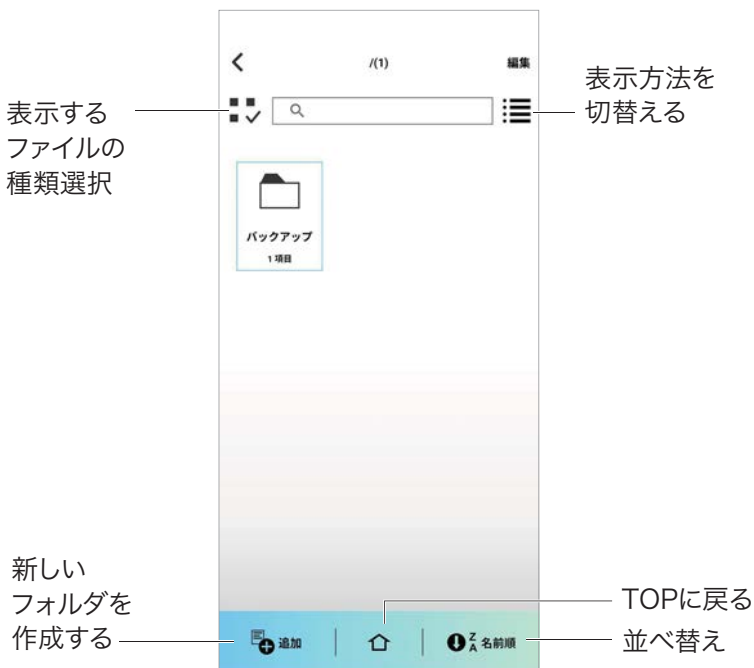 /(1)
編集
表示する
ファイルの
種類選択
表示方法を
切替える
バックアップ
1 項目
新しい
フォルダを
作成する
追加
Z
A
名前順
TOPに戻る
並べ替え